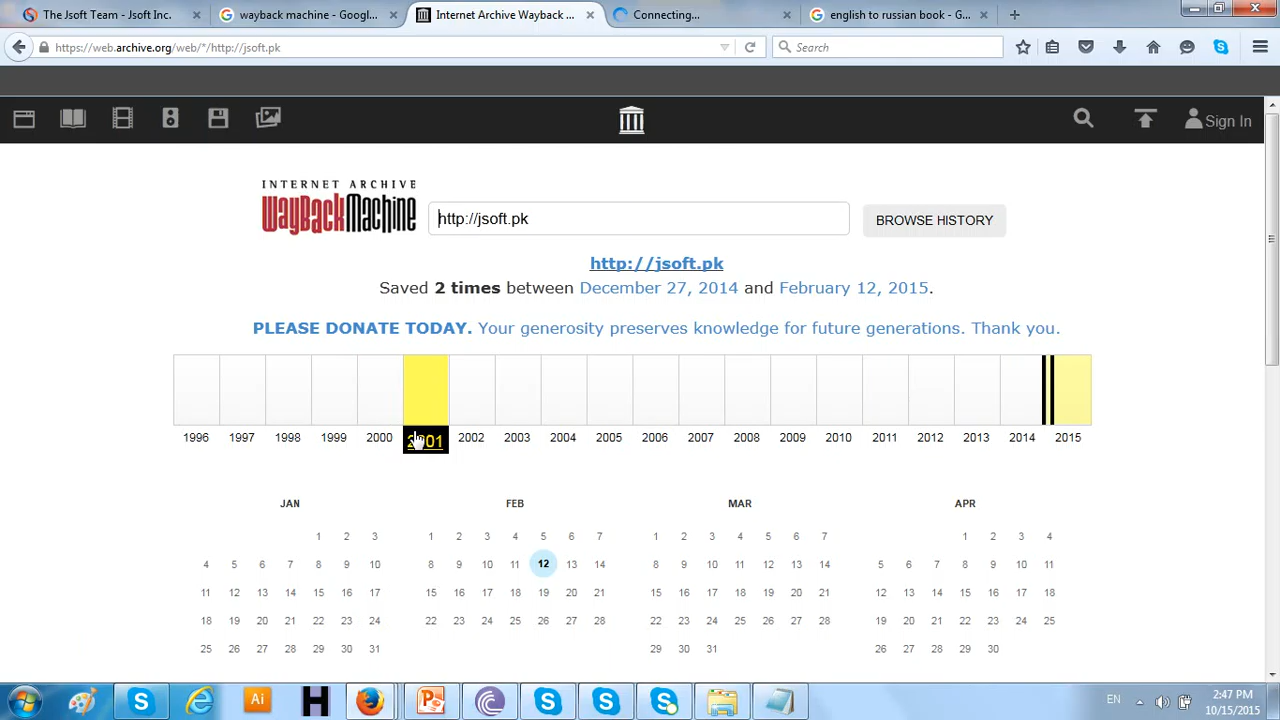 The Jsoft Team - Jsoft Inc.
wayback machine - Googl...
Internet Archive Wayback ...
Connecting...
english to russian book - G...
https://web.archive.org/web/*/http://jsoft.pk
Search
Sign In
INTERNET ARCHIVE
WayBackMachine
http://jsoft.pk
BROWSE HISTORY
http://jsoft.pk
Saved 2 times between December 27, 2014 and February 12, 2015.
PLEASE DONATE TODAY. Your generosity preserves knowledge for future generations. Thank you.
1996 1997 1998 1999 2000 2001 2002 2003 2004 2005 2006 2007 2008 2009 2010 2011 2012 2013 2014 2015
JAN FEB MAR APR
1 2 3 1 2 3 4 5 6 7 1 2 3 4 5 6 7 1 2 3 4
4 5 6 7 8 9 10 8 9 10 11 12 13 14 8 9 10 11 12 13 14 5 6 7 8 9 10 11
11 12 13 14 15 16 17 15 16 17 18 19 20 21 15 16 17 18 19 20 21 12 13 14 15 16 17 18
18 19 20 21 22 23 24 22 23 24 25 26 27 28 22 23 24 25 26 27 28 19 20 21 22 23 24 25
25 26 27 28 29 30 31 29 30 31 26 27 28 29 30
Ai
EN
2:47 PM
10/15/2015